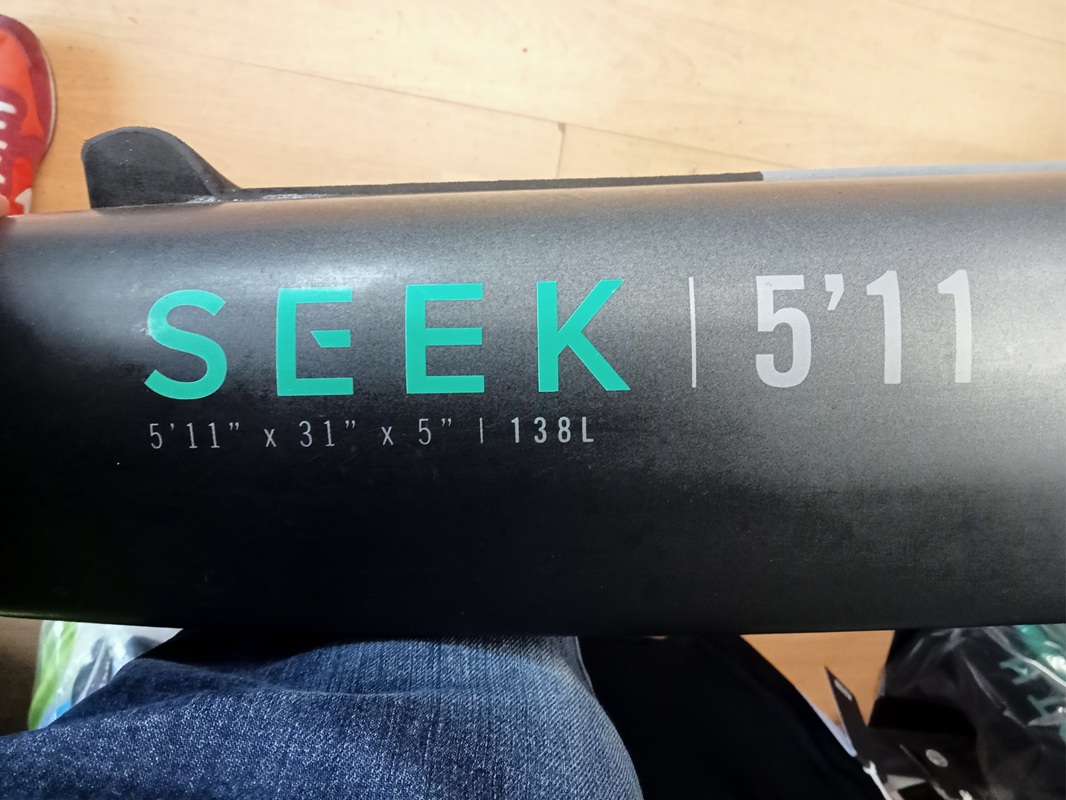 SEEK | 5'11
5'11" x 31" x 5" | 138L